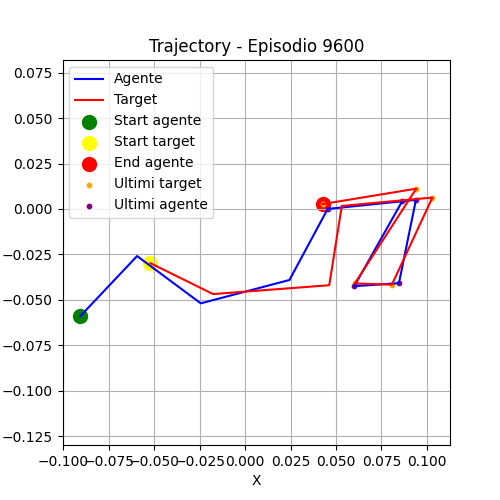 Trajectory - Episodio 9600
Agente
Target
Start agente
Start target
End agente
Ultimi target
Ultimi agente
0.075
0.050
0.025
0.000
−0.025
−0.050
−0.075
−0.100
−0.125
−0.100 −0.075 −0.050 −0.025 0.000 0.025 0.050 0.075 0.100
X